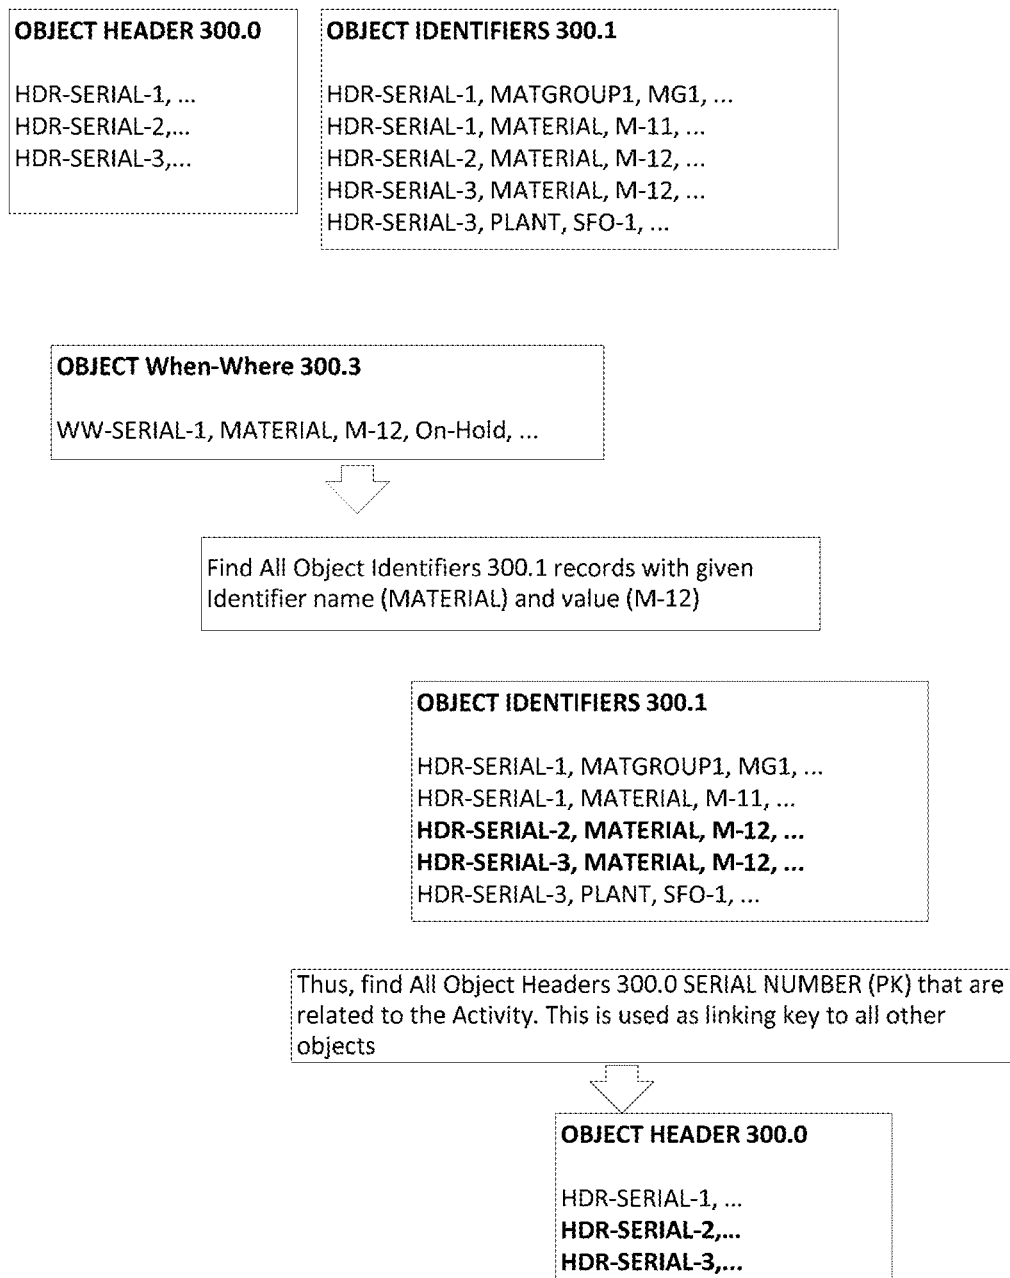 OBJECT HEADER 300.0
HDR-SERIAL-1, ...
HDR-SERIAL-2,...
HDR-SERIAL-3,...
OBJECT IDENTIFIERS 300.1
HDR-SERIAL-1, MATGROUP1, MG1, ...
HDR-SERIAL-1, MATERIAL, M-11, ...
HDR-SERIAL-2, MATERIAL, M-12, ...
HDR-SERIAL-3, MATERIAL, M-12, ...
HDR-SERIAL-3, PLANT, SFO-1, ...
OBJECT When-Where 300.3
WW-SERIAL-1, MATERIAL, M-12, On-Hold, ...
Find All Object Identifiers 300.1 records with given
Identifier name (MATERIAL) and value (M-12)
OBJECT IDENTIFIERS 300.1
HDR-SERIAL-1, MATGROUP1, MG1, ...
HDR-SERIAL-1, MATERIAL, M-11, ...
HDR-SERIAL-2, MATERIAL, M-12, ...
HDR-SERIAL-3, MATERIAL, M-12, ...
HDR-SERIAL-3, PLANT, SFO-1, ...
Thus, find All Object Headers 300.0 SERIAL NUMBER (PK) that are
related to the Activity. This is used as linking key to all other
objects
OBJECT HEADER 300.0
HDR-SERIAL-1, ...
HDR-SERIAL-2,...
HDR-SERIAL-3,...